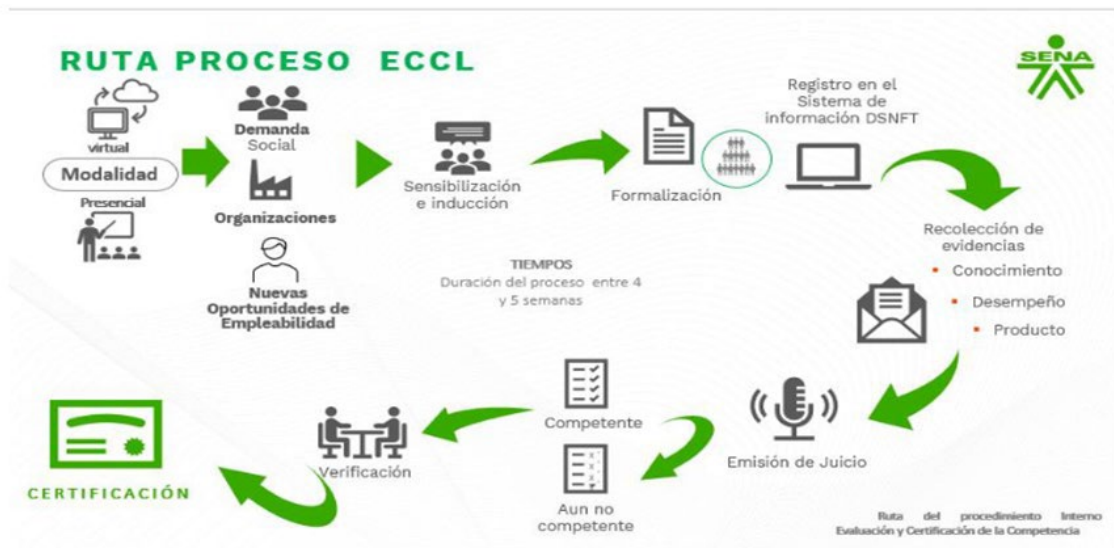 RUTA PROCESO ECCL
SENA
virtual
Modalidad
Presencial
Demanda
Social
Organizaciones
Nuevas
Oportunidades de
Empleabilidad
Sensibilización
e inducción
Formalización
Registro en el
Sistema de
información DSNFT
TIEMPOS
Duración del proceso entre 4
y 5 semanas
Recolección de
evidencias
▪ Conocimiento
▪ Desempeño
▪ Producto
Emisión de Juicio
Competente
Aun no
competente
Verificación
CERTIFICACIÓN
Ruta del procedimiento Interno
Evaluación y Certificación de la Competencia